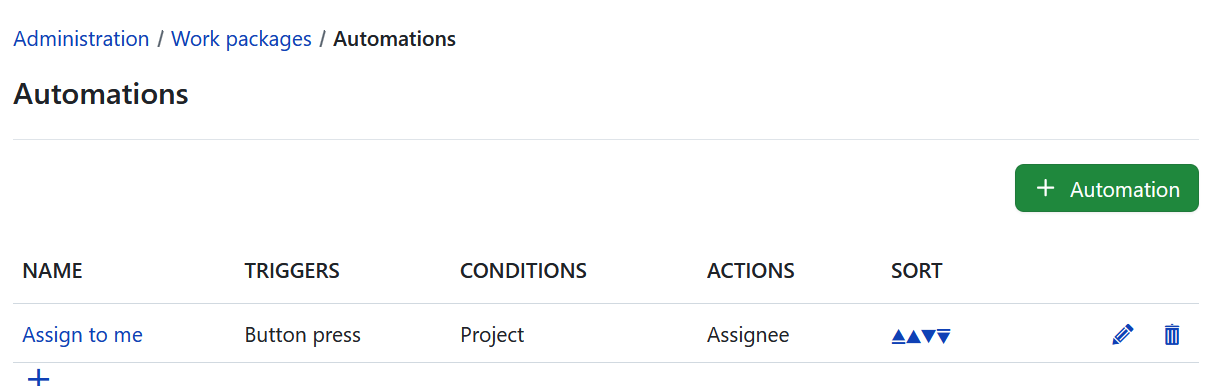 Administration / Work packages / Automations
Automations
+ Automation
NAME TRIGGERS CONDITIONS ACTIONS SORT
Assign to me Button press Project Assignee
+